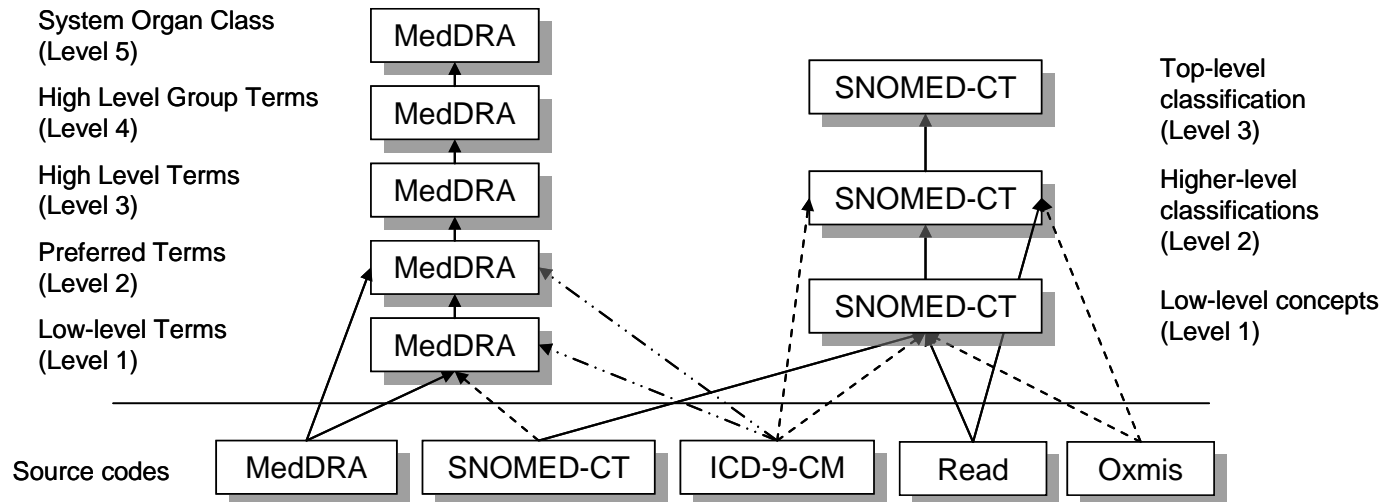 System Organ Class
(Level 5)
MedDRA
High Level Group Terms
(Level 4)
MedDRA
High Level Terms
(Level 3)
MedDRA
Preferred Terms
(Level 2)
MedDRA
Low-level Terms
(Level 1)
MedDRA
SNOMED-CT
Top-level
classification
(Level 3)
SNOMED-CT
Higher-level
classifications
(Level 2)
SNOMED-CT
Low-level concepts
(Level 1)
Source codes
MedDRA
SNOMED-CT
ICD-9-CM
Read
Oxmis